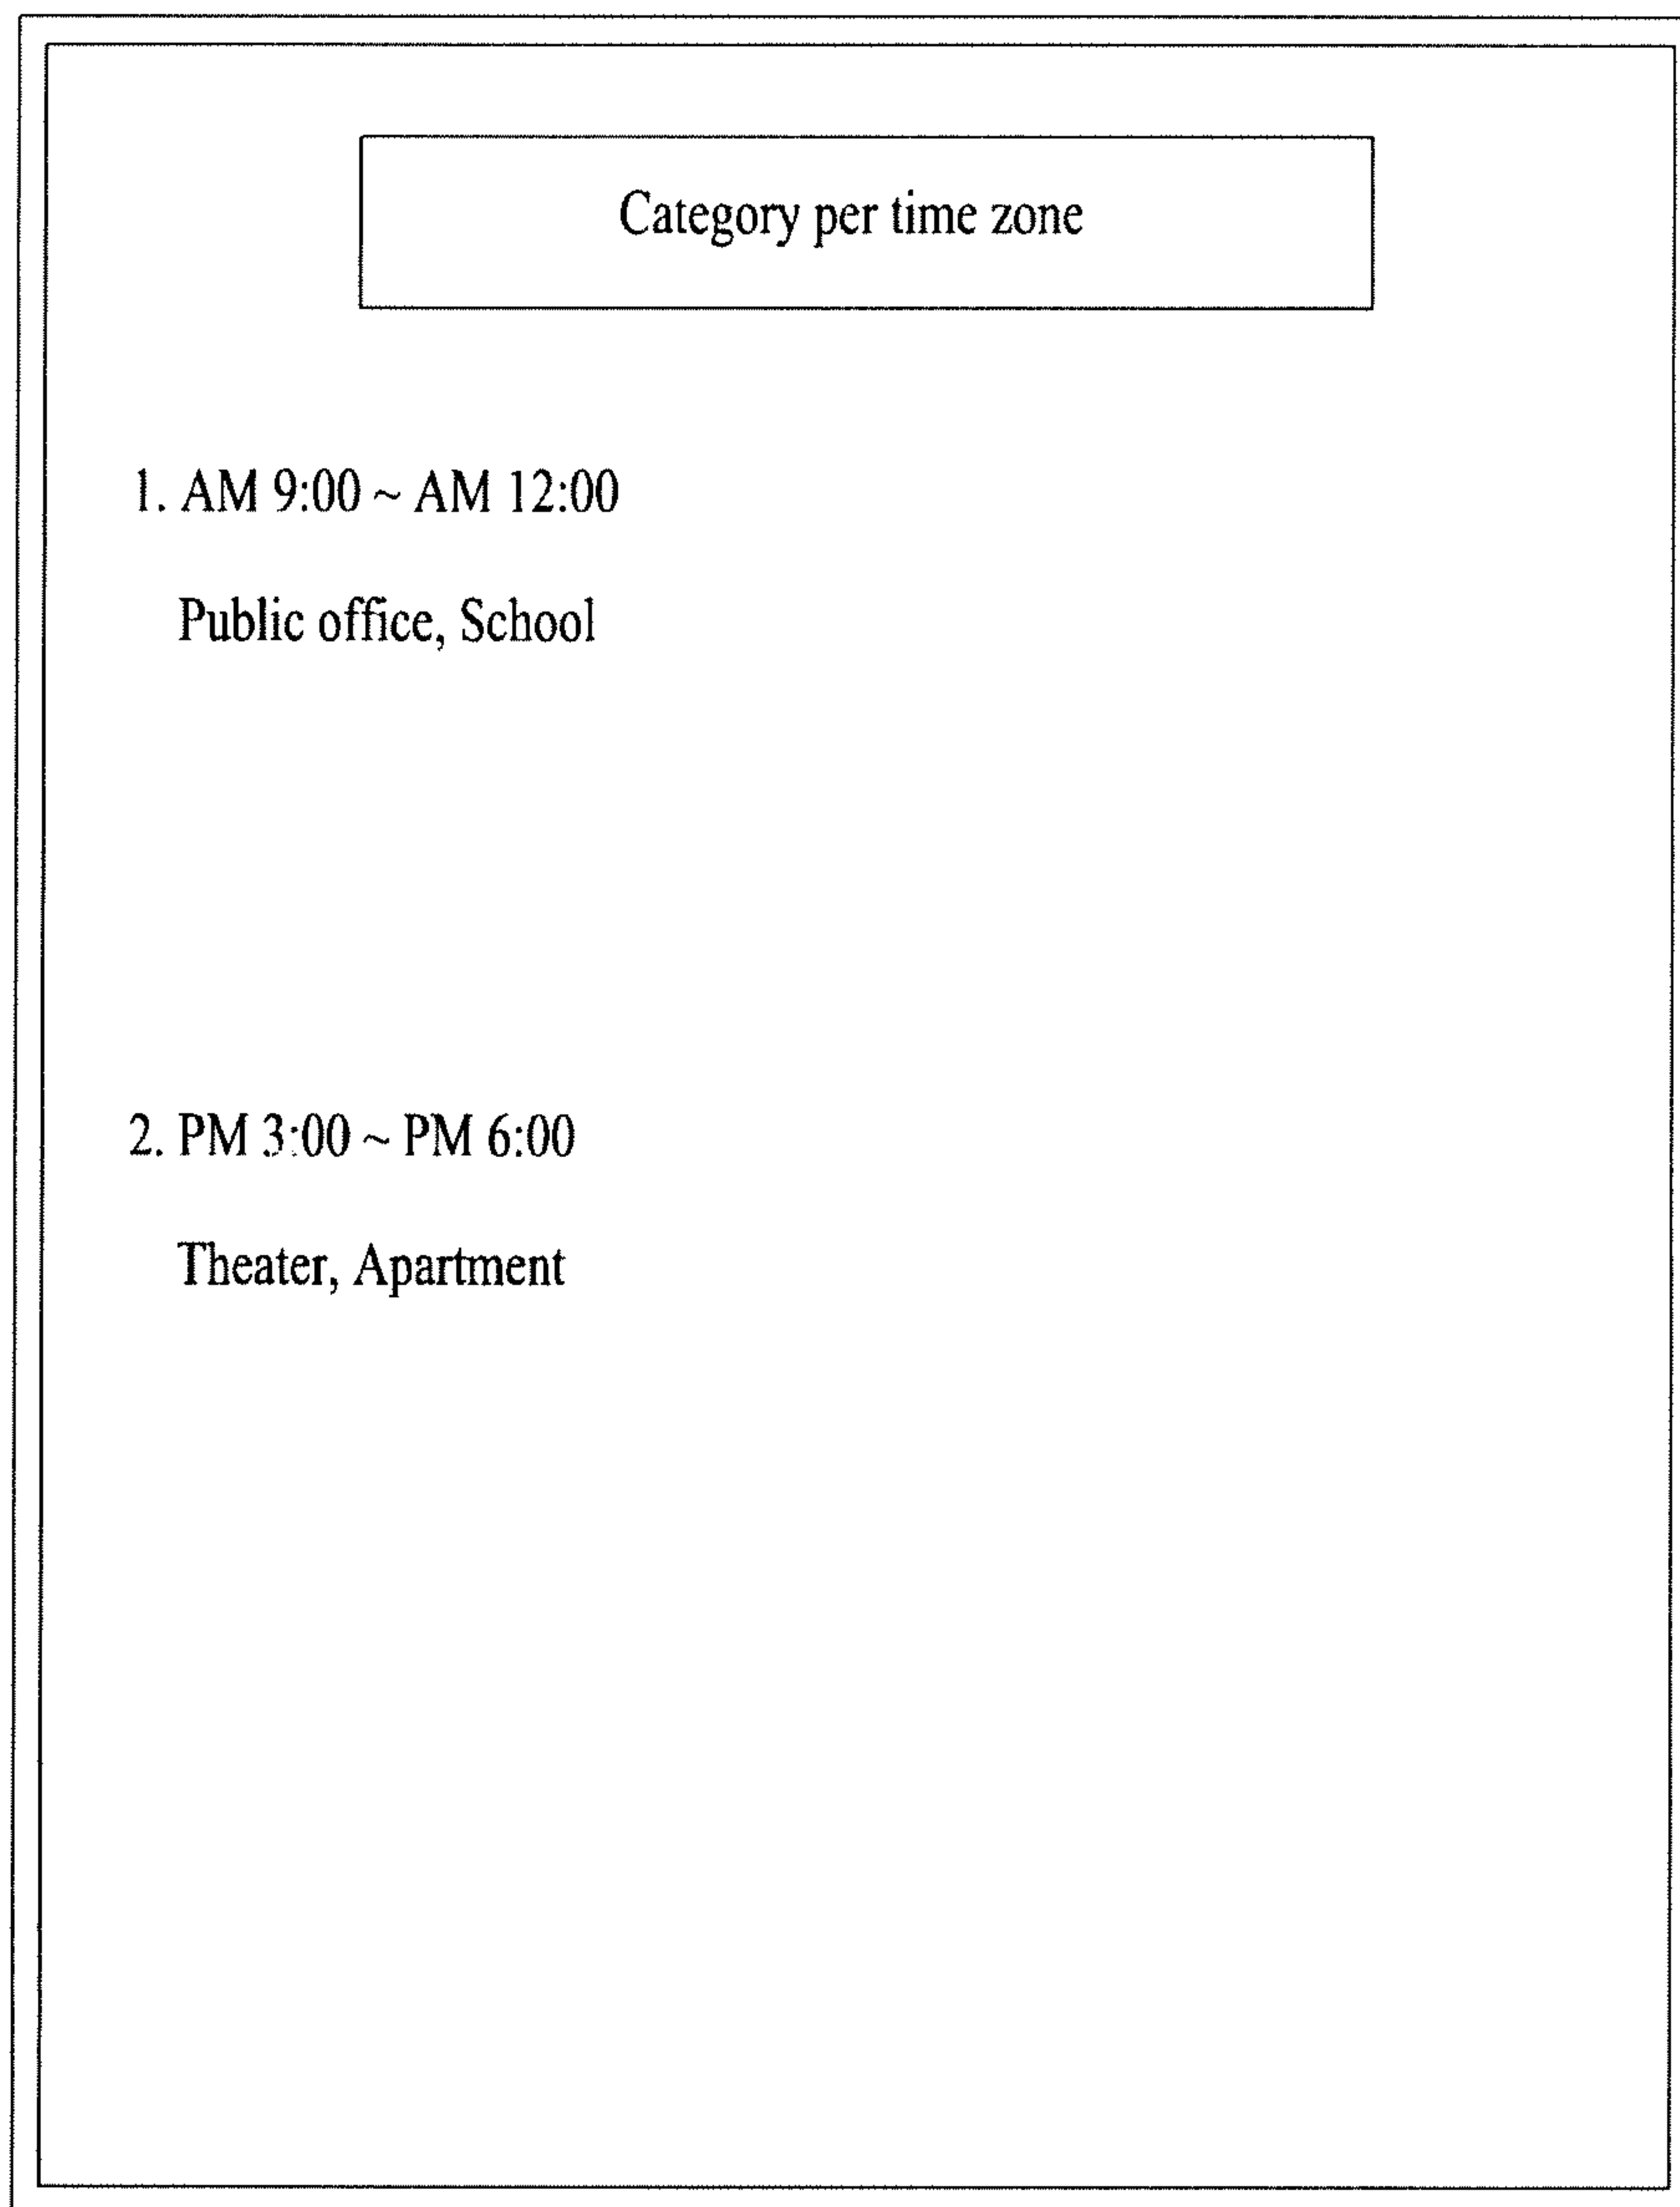 Category per time zone
1. AM 9:00 ~ AM 12:00
Public office, School
2. PM 3:00 ~ PM 6:00
Theater, Apartment